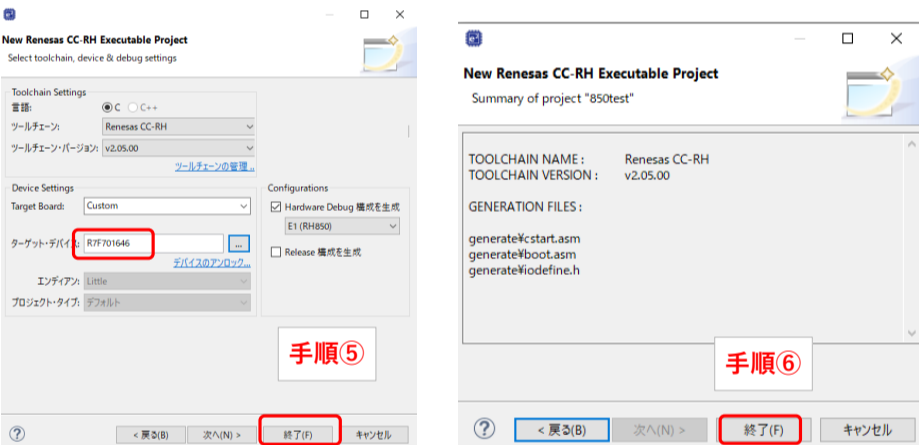 New Renesas CC-RH Executable Project
Select toolchain, device & debug settings
Toolchain Settings
言語: C C++
ツールチェーン: Renesas CC-RH
ツールチェーン・バージョン: v2.05.00
ツールチェーンの管理...
Device Settings
Target Board: Custom
ターゲット・デバイス: R7F701646 ...
デバイスのアンロック...
エンディアン: Little
プロジェクト・タイプ: デフォルト
Configurations
Hardware Debug 構成を生成
E1 (RH850)
Release 構成を生成
手順⑤
? < 戻る(B) 次へ(N) > 終了(F) キャンセル
New Renesas CC-RH Executable Project
Summary of project "850test"
TOOLCHAIN NAME : Renesas CC-RH
TOOLCHAIN VERSION : v2.05.00
GENERATION FILES :
generate¥cstart.asm
generate¥boot.asm
generate¥iodefine.h
手順⑥
? < 戻る(B) 次へ(N) > 終了(F) キャンセル